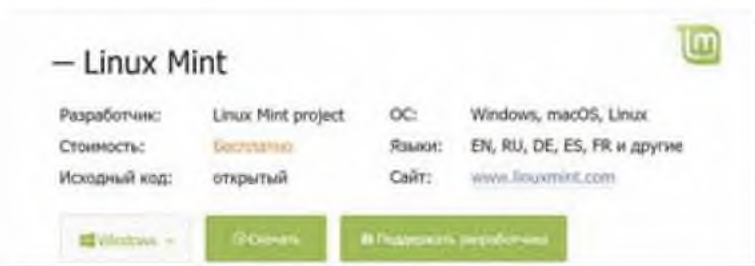 — Linux Mint
Разработчик: Linux Mint project ОС: Windows, macOS, Linux
Стоимость: Бесплатно Языки: EN, RU, DE, ES, FR и другие
Исходный код: открытый Сайт: www.linuxmint.com
Windows Скачать Поддержать разработчика